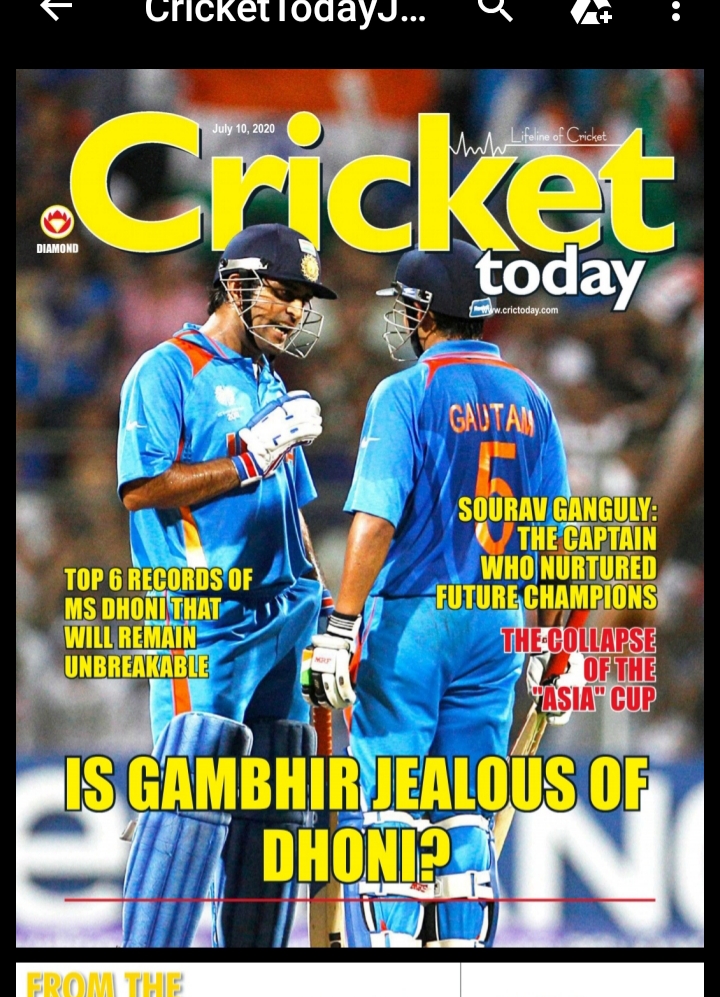 CricketTodayJ...
July 10, 2020
Lifeline of Cricket
Cricket
today
www.crictoday.com
DIAMOND
GAUTAM
5
SOURAV GANGULY:
THE CAPTAIN
WHO NURTURED
FUTURE CHAMPIONS
TOP 6 RECORDS OF
MS DHONI THAT
WILL REMAIN
UNBREAKABLE
THE COLLAPSE
OF THE
"ASIA" CUP
IS GAMBHIR JEALOUS OF
DHONI?
FROM THE